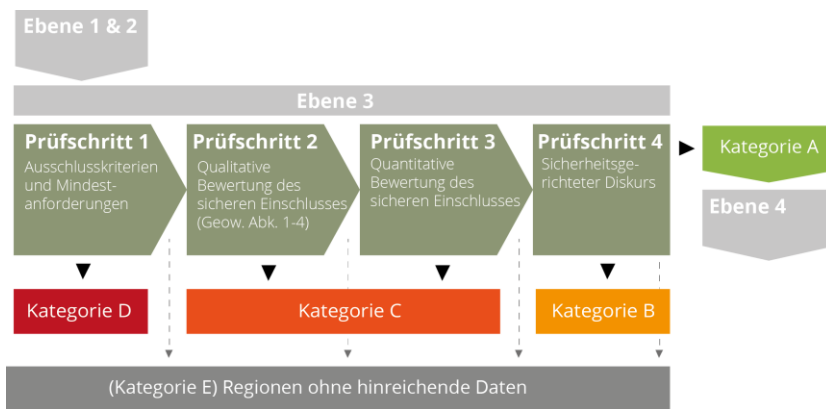 Ebene 1 & 2
Ebene 3
Prüfschritt 1
Ausschlusskriterien
und Mindest-
anforderungen
Prüfschritt 2
Qualitative
Bewertung des
sicheren Einschlusses
(Geow. Abk. 1-4)
Prüfschritt 3
Quantitative
Bewertung des
sicheren Einschlusses
Prüfschritt 4
Sicherheitsge-
richteter Diskurs
Kategorie A
Ebene 4
Kategorie D
Kategorie C
Kategorie B
(Kategorie E) Regionen ohne hinreichende Daten